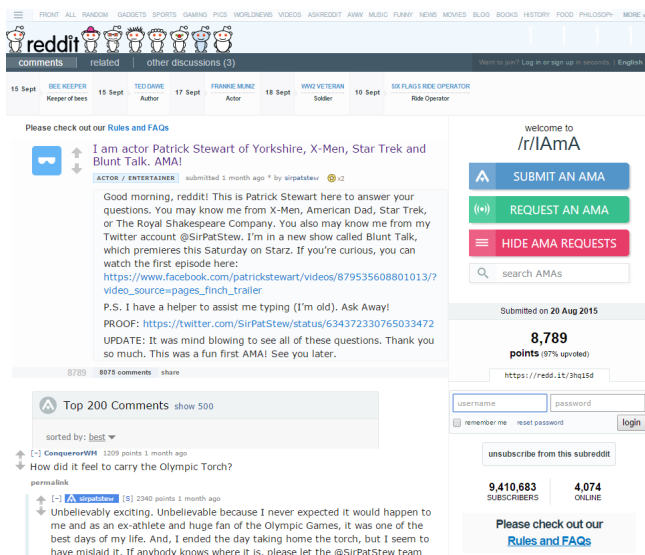 FRONT ALL RANDOM GADGETS SPORTS GAMING PICS WORLDNEWS VIDEOS ASKREDDIT AWW MUSIC FUNNY NEWS MOVIES BLOG BOOKS HISTORY FOOD PHILOSOPH MORE »
reddit
comments related other discussions (3)
Want to join? Log in or sign up in seconds. | English
15 Sept BEE KEEPER Keeper of bees
15 Sept TED DAWE Author
17 Sept FRANKIE MUNIZ Actor
18 Sept WW2 VETERAN Soldier
10 Sept SIX FLAGS RIDE OPERATOR Ride Operator
Please check out our Rules and FAQs
I am actor Patrick Stewart of Yorkshire, X-Men, Star Trek and
Blunt Talk. AMA!
ACTOR / ENTERTAINER submitted 1 month ago * by sirpatstew x2
Good morning, reddit! This is Patrick Stewart here to answer your
questions. You may know me from X-Men, American Dad, Star Trek,
or The Royal Shakespeare Company. You also may know me from my
Twitter account @SirPatStew. I'm in a new show called Blunt Talk,
which premieres this Saturday on Starz. If you're curious, you can
watch the first episode here:
https://www.facebook.com/patrickstewart/videos/879535608801013/?
video_source=pages_finch_trailer
P.S. I have a helper to assist me typing (I'm old). Ask Away!
PROOF: https://twitter.com/SirPatStew/status/634372330765033472
UPDATE: It was mind blowing to see all of these questions. Thank you
so much. This was a fun first AMA! See you later.
8789 8075 comments share
Top 200 Comments show 500
sorted by: best
[-] ConquerorWM 1209 points 1 month ago
How did it feel to carry the Olympic Torch?
permalink
[-] sirpatstew [S] 2340 points 1 month ago
Unbelievably exciting. Unbelievable because I never expected it would happen to
me and as an ex-athlete and huge fan of the Olympic Games, it was one of the
best days of my life. And, I ended the day taking home the torch, but I seem to
have mislaid it. If anybody knows where it is, please let the @SirPatStew team
welcome to
/r/IAmA
SUBMIT AN AMA
REQUEST AN AMA
HIDE AMA REQUESTS
search AMAs
Submitted on 20 Aug 2015
8,789
points (97% upvoted)
https://redd.it/3hq15d
username password
remember me reset password login
unsubscribe from this subreddit
9,410,683 4,074
SUBSCRIBERS ONLINE
Please check out our
Rules and FAQs